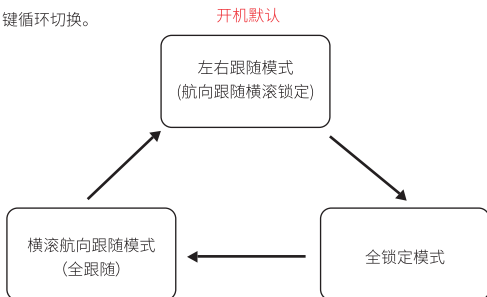 键循环切换。
开机默认
左右跟随模式
(航向跟随横滚锁定)
横滚航向跟随模式
(全跟随)
全锁定模式